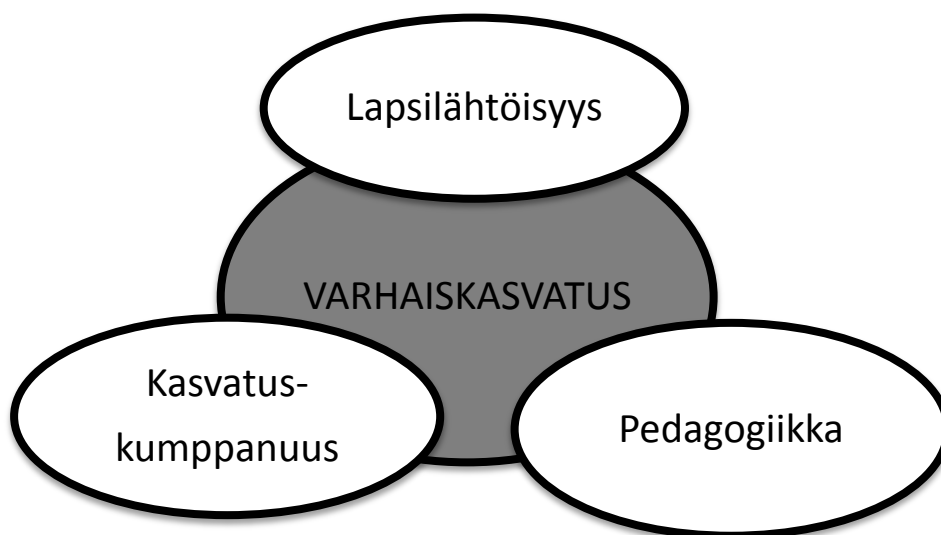 Lapsilähtöisyys
VARHAISKASVATUS
Kasvatus-
kumppanuus
Pedagogiikka